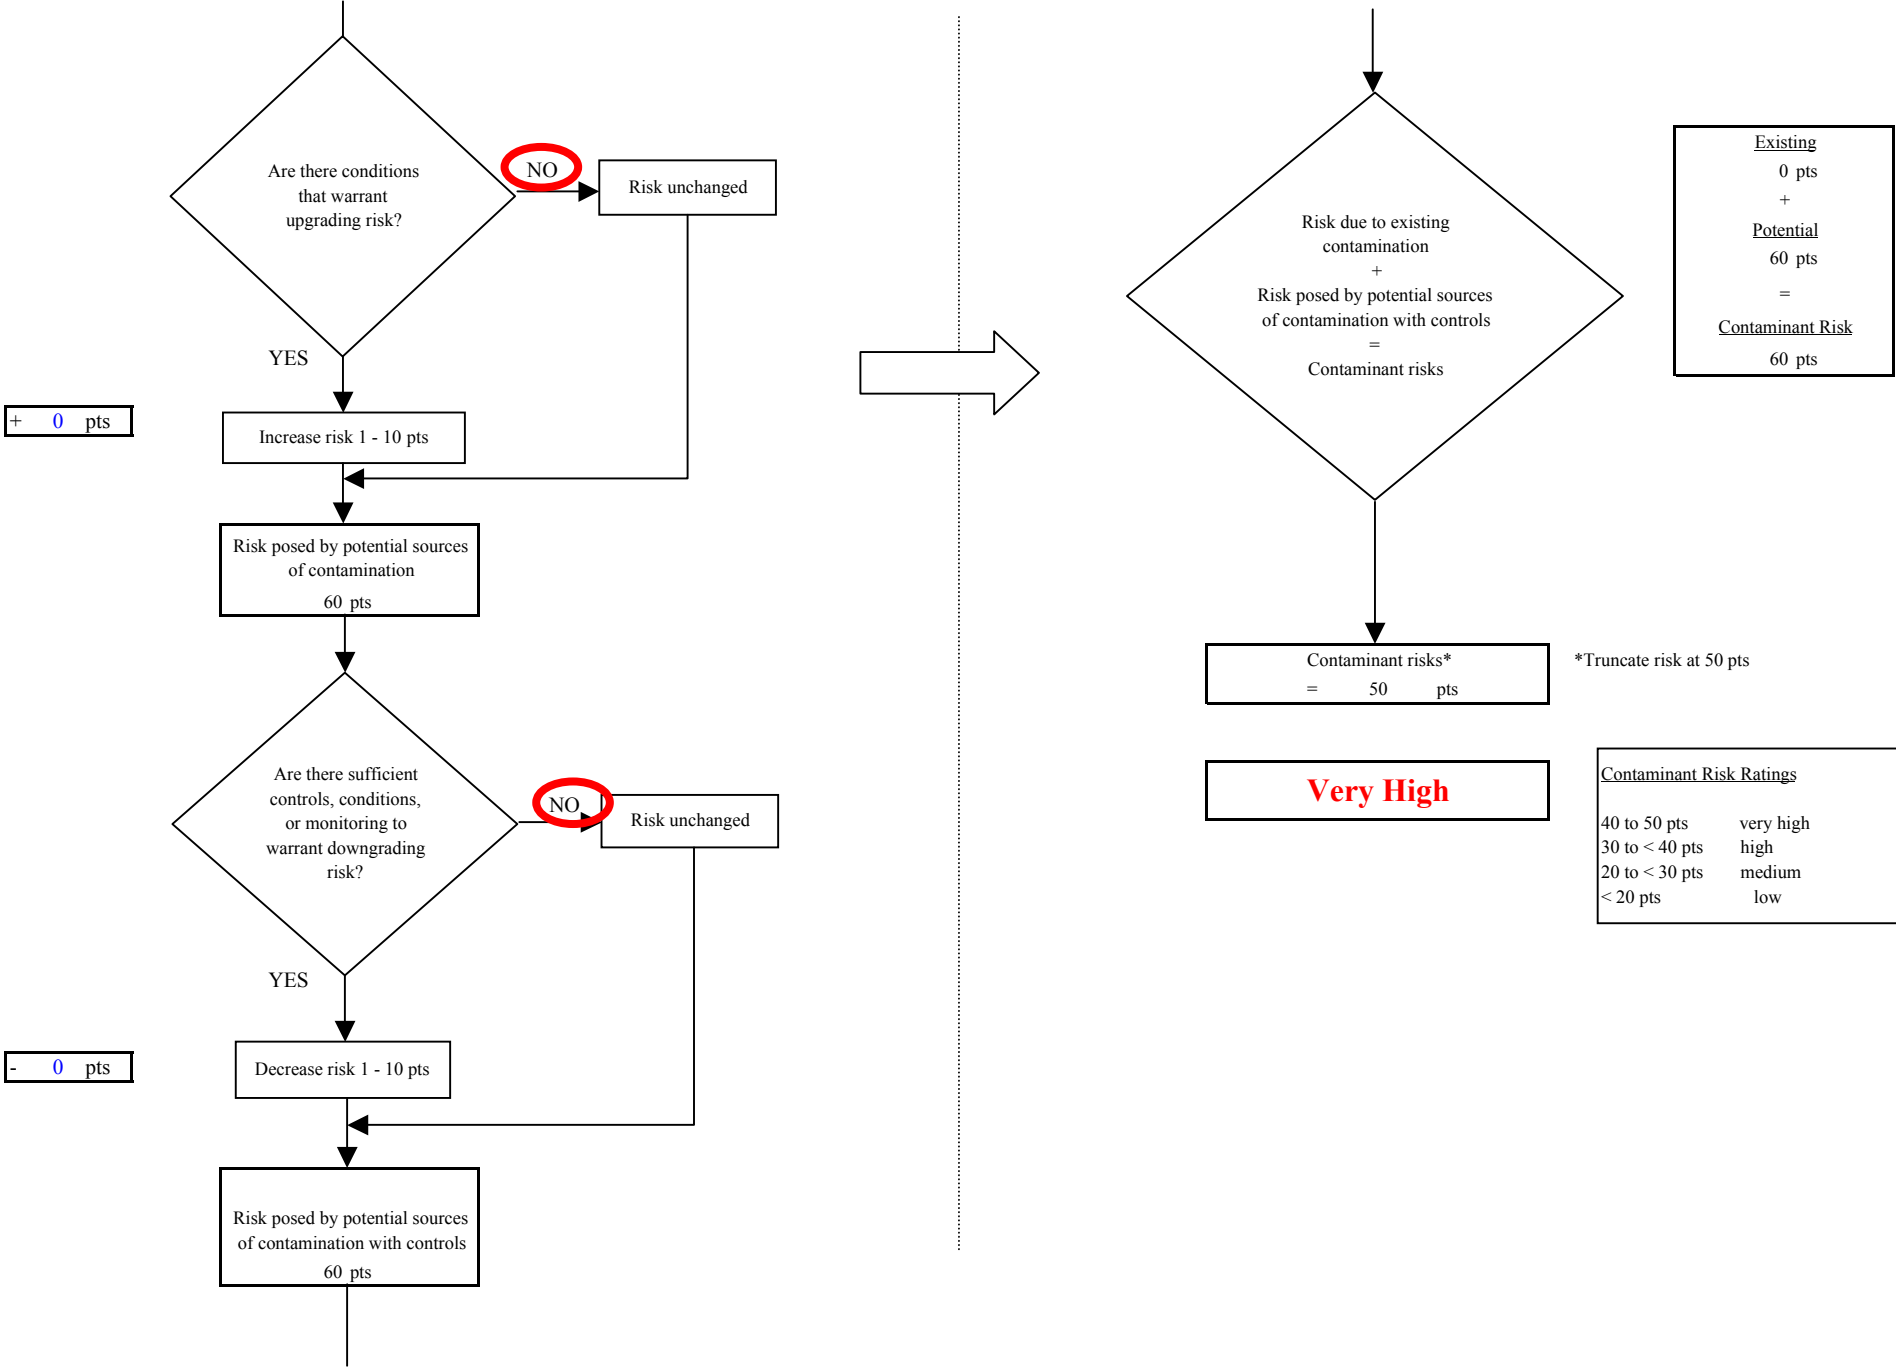 Are there conditions
that warrant
upgrading risk?
NO
Risk unchanged
YES
+ 0 pts
Increase risk 1 - 10 pts
Risk posed by potential sources
of contamination
60 pts
Are there sufficient
controls, conditions,
or monitoring to
warrant downgrading
risk?
NO
Risk unchanged
YES
- 0 pts
Decrease risk 1 - 10 pts
Risk posed by potential sources
of contamination with controls
60 pts
Risk due to existing
contamination
+
Risk posed by potential sources
of contamination with controls
=
Contaminant risks
Existing
0 pts
+
Potential
60 pts
=
Contaminant Risk
60 pts
Contaminant risks*
= 50 pts
*Truncate risk at 50 pts
Very High
Contaminant Risk Ratings
40 to 50 pts very high
30 to < 40 pts high
20 to < 30 pts medium
< 20 pts low